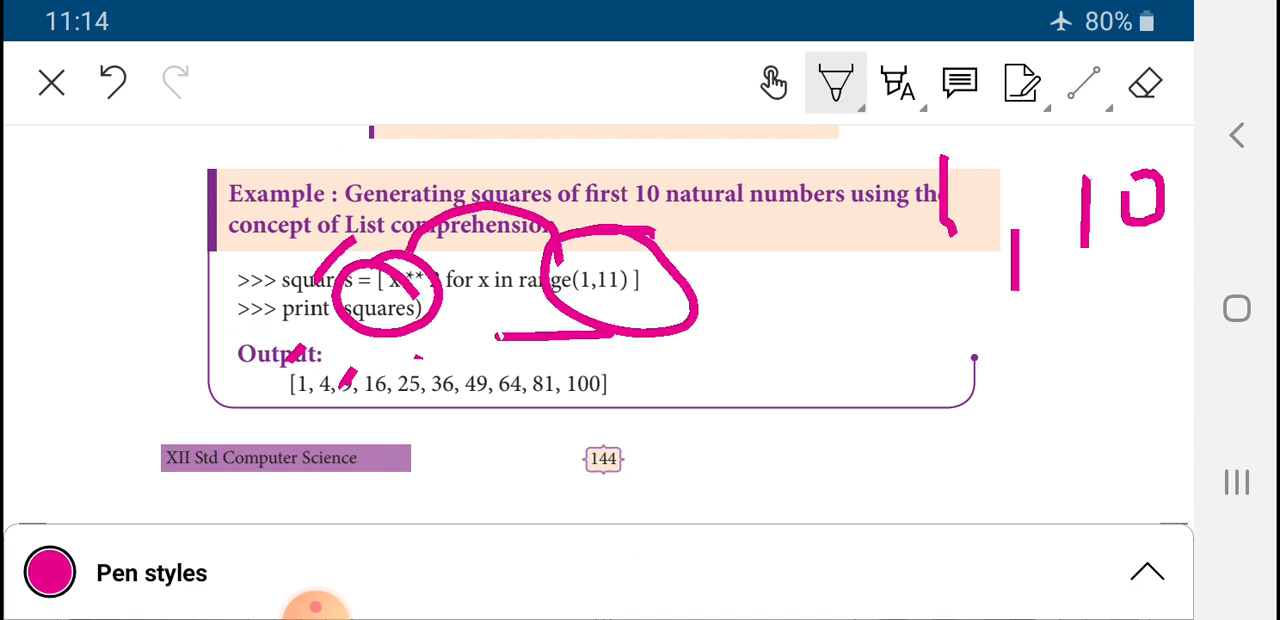 11:14
80%
Example : Generating squares of first 10 natural numbers using the
concept of List comprehension
1, 10
>>> squares = [ x ** 2 for x in range(1,11) ]
>>> print (squares)
Output:
[1, 4, 9, 16, 25, 36, 49, 64, 81, 100]
XII Std Computer Science
144
Pen styles